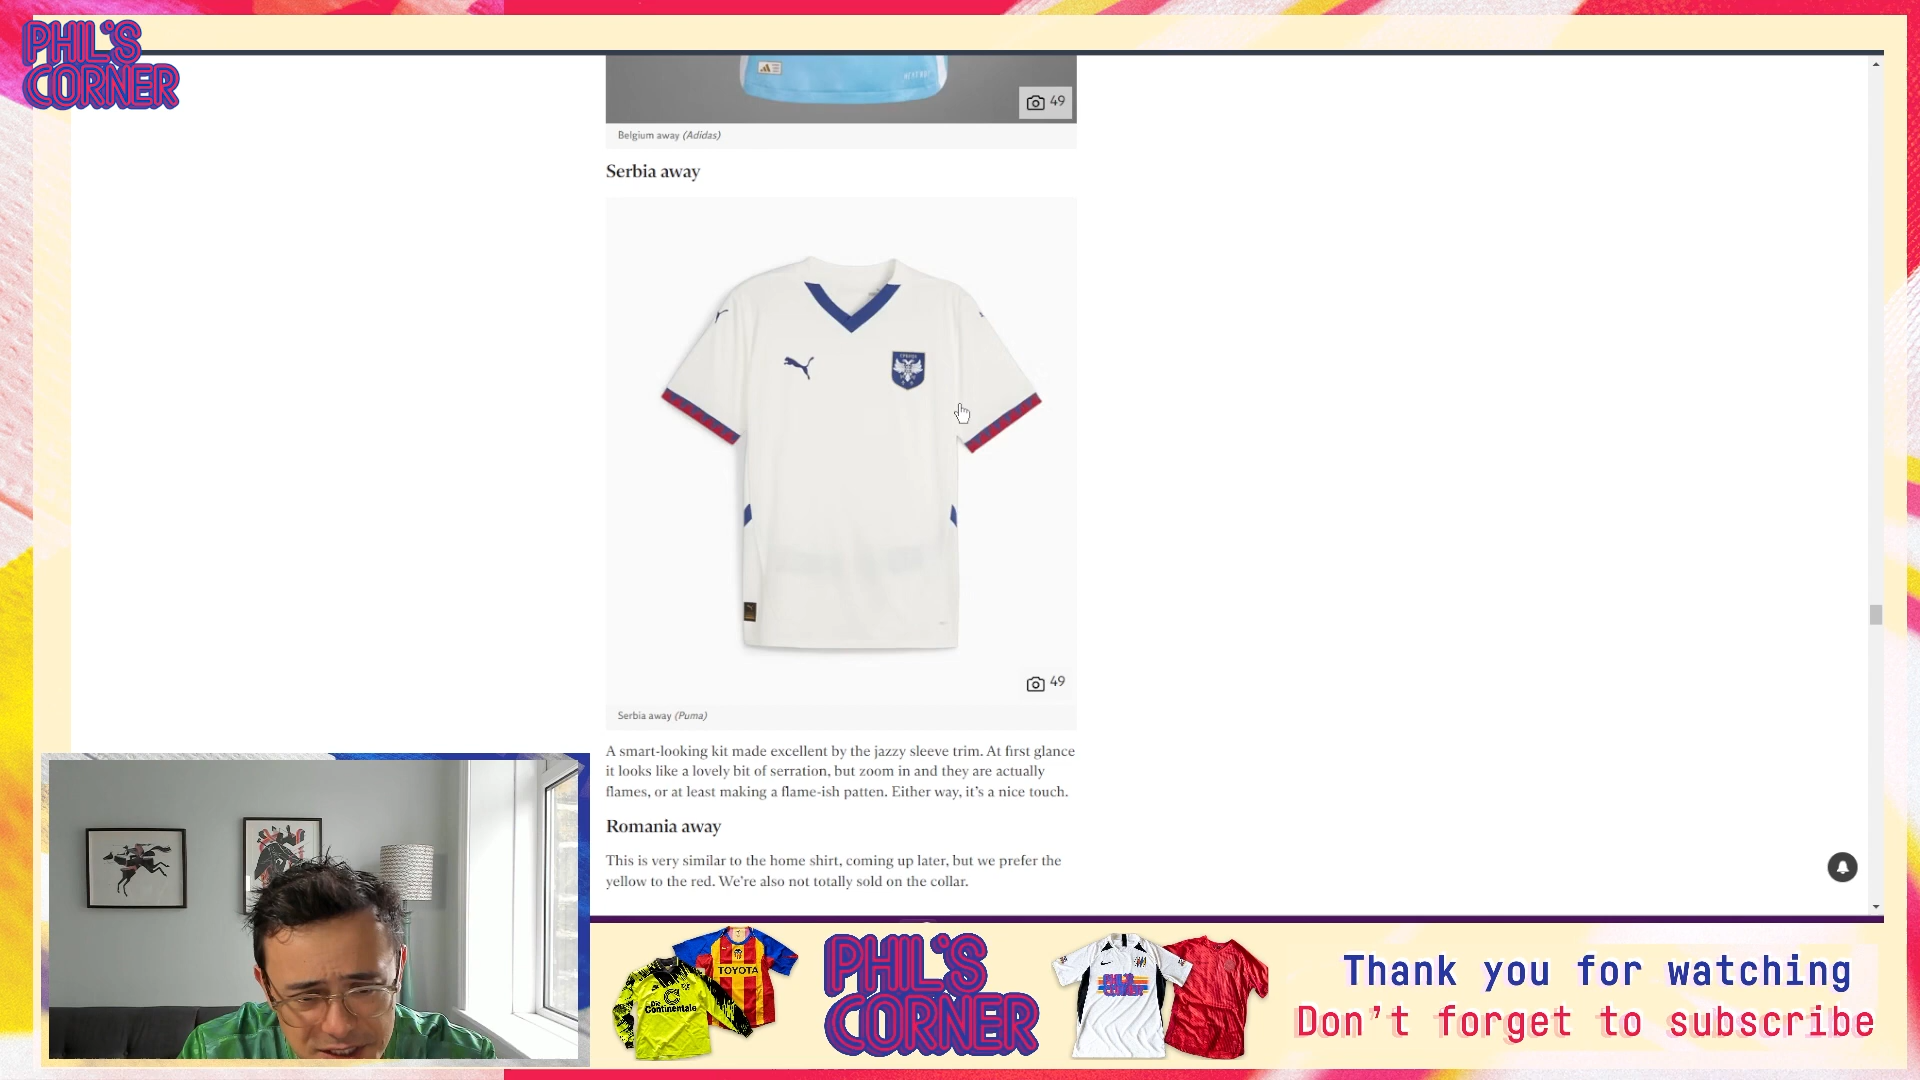 PHIL'S
CORNER
49
Belgium away (Adidas)
Serbia away
49
Serbia away (Puma)
A smart-looking kit made excellent by the jazzy sleeve trim. At first glance
it looks like a lovely bit of serration, but zoom in and they are actually
flames, or at least making a flame-ish patten. Either way, it's a nice touch.
Romania away
This is very similar to the home shirt, coming up later, but we prefer the
yellow to the red. We're also not totally sold on the collar.
TOYOTA
Die
Continentale
PHIL'S
CORNER
PHIL'S
CORNER
Thank you for watching
Don't forget to subscribe